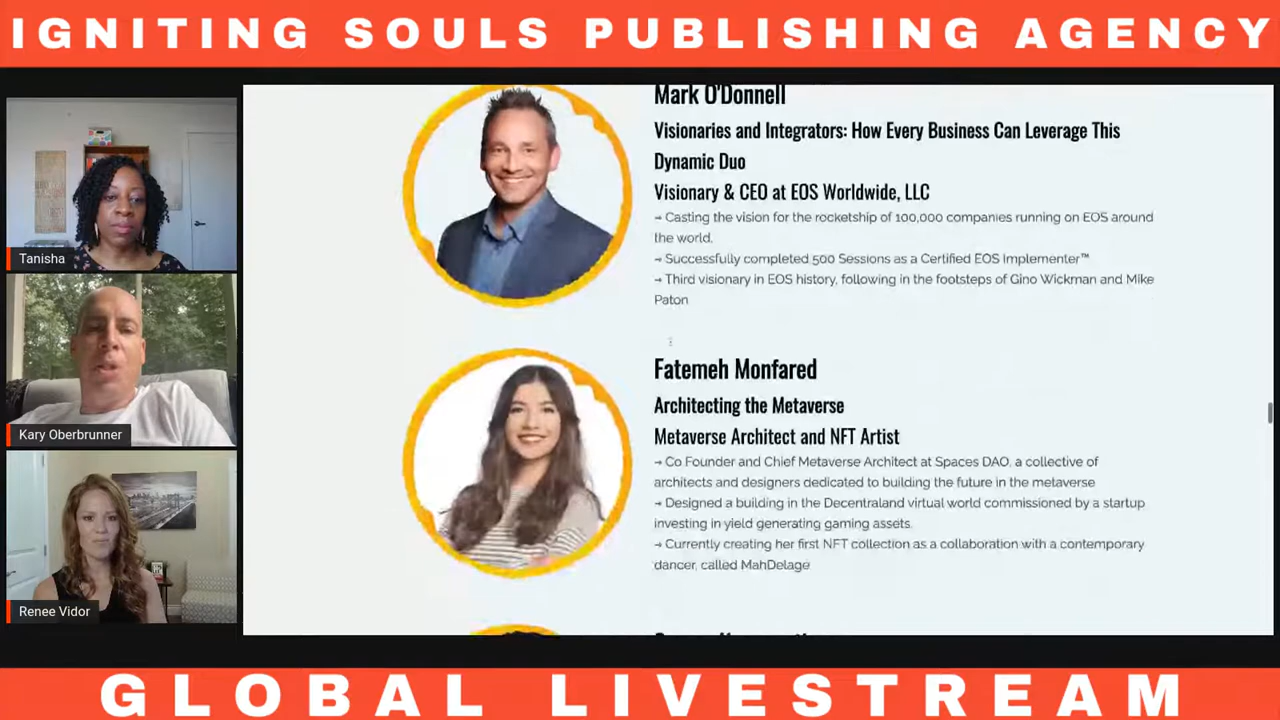 IGNITING SOULS PUBLISHING AGENCY
Tanisha
Kary Oberbrunner
Renee Vidor
Mark O'Donnell
Visionaries and Integrators: How Every Business Can Leverage This
Dynamic Duo
Visionary & CEO at EOS Worldwide, LLC
→ Casting the vision for the rocketship of 100,000 companies running on EOS around
the world.
→ Successfully completed 500 Sessions as a Certified EOS Implementer™
→ Third visionary in EOS history, following in the footsteps of Gino Wickman and Mike
Paton
Fatemeh Monfared
Architecting the Metaverse
Metaverse Architect and NFT Artist
→ Co Founder and Chief Metaverse Architect at Spaces DAO, a collective of
architects and designers dedicated to building the future in the metaverse
→ Designed a building in the Decentraland virtual world commissioned by a startup
investing in yield generating gaming assets.
→ Currently creating her first NFT collection as a collaboration with a contemporary
dancer, called MahDelage
GLOBAL LIVESTREAM